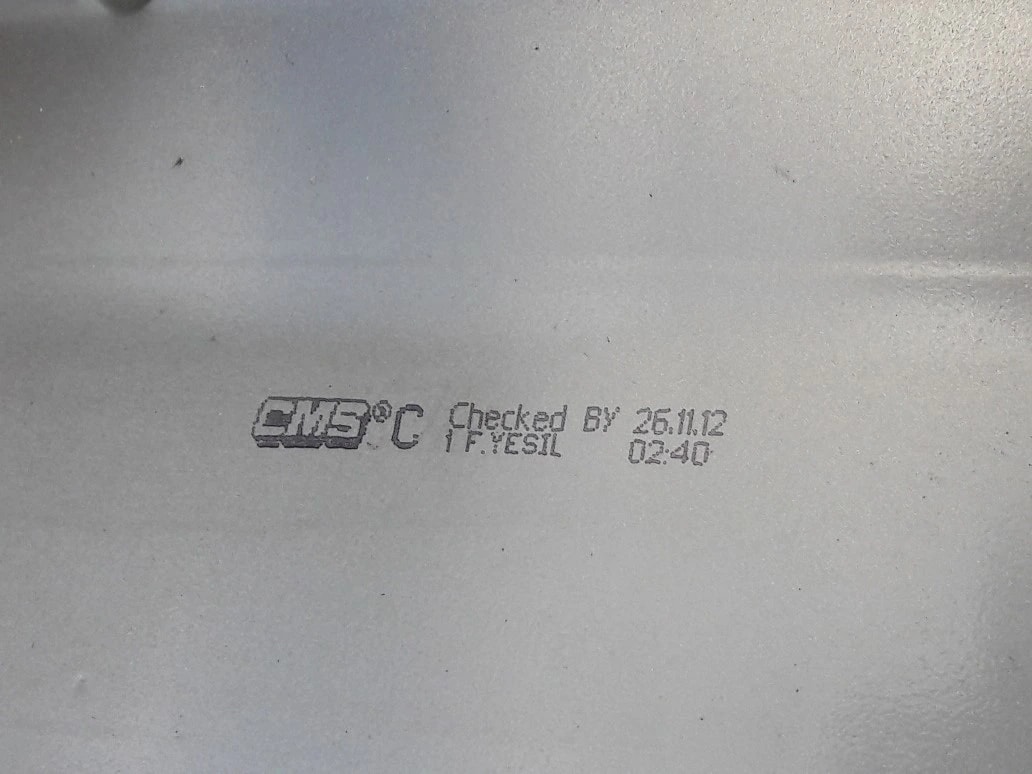 CMS® C Checked BY 26.11.12
1 F.YESIL 02:40